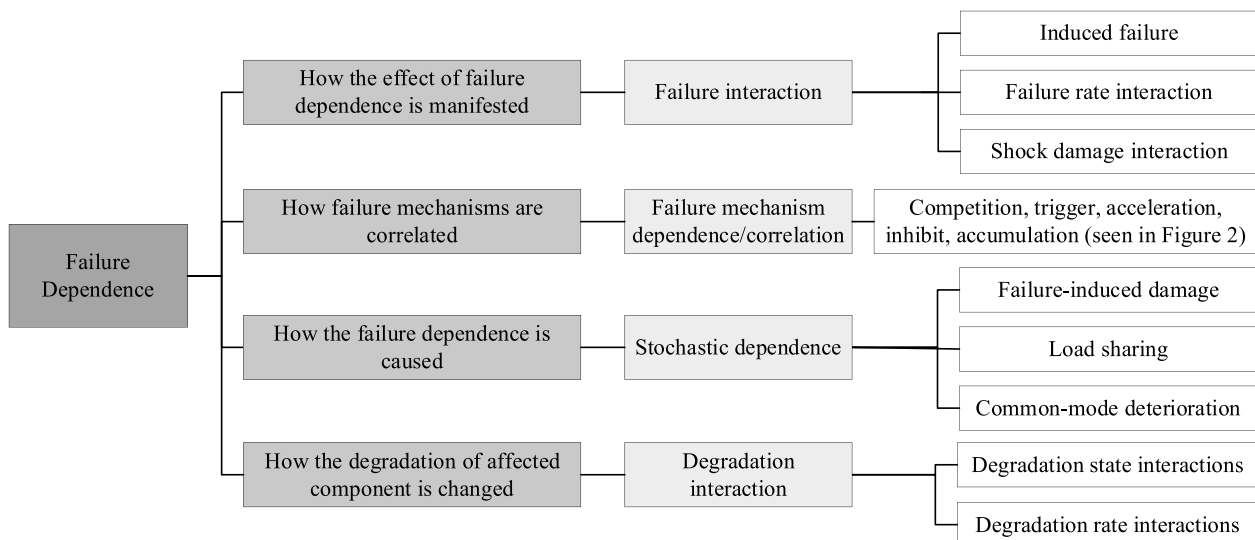 Failure
Dependence
How the effect of failure
dependence is manifested
Failure interaction
Induced failure
Failure rate interaction
Shock damage interaction
How failure mechanisms are
correlated
Failure mechanism
dependence/correlation
Competition, trigger, acceleration,
inhibit, accumulation (seen in Figure 2)
How the failure dependence is
caused
Stochastic dependence
Failure-induced damage
Load sharing
Common-mode deterioration
How the degradation of affected
component is changed
Degradation
interaction
Degradation state interactions
Degradation rate interactions